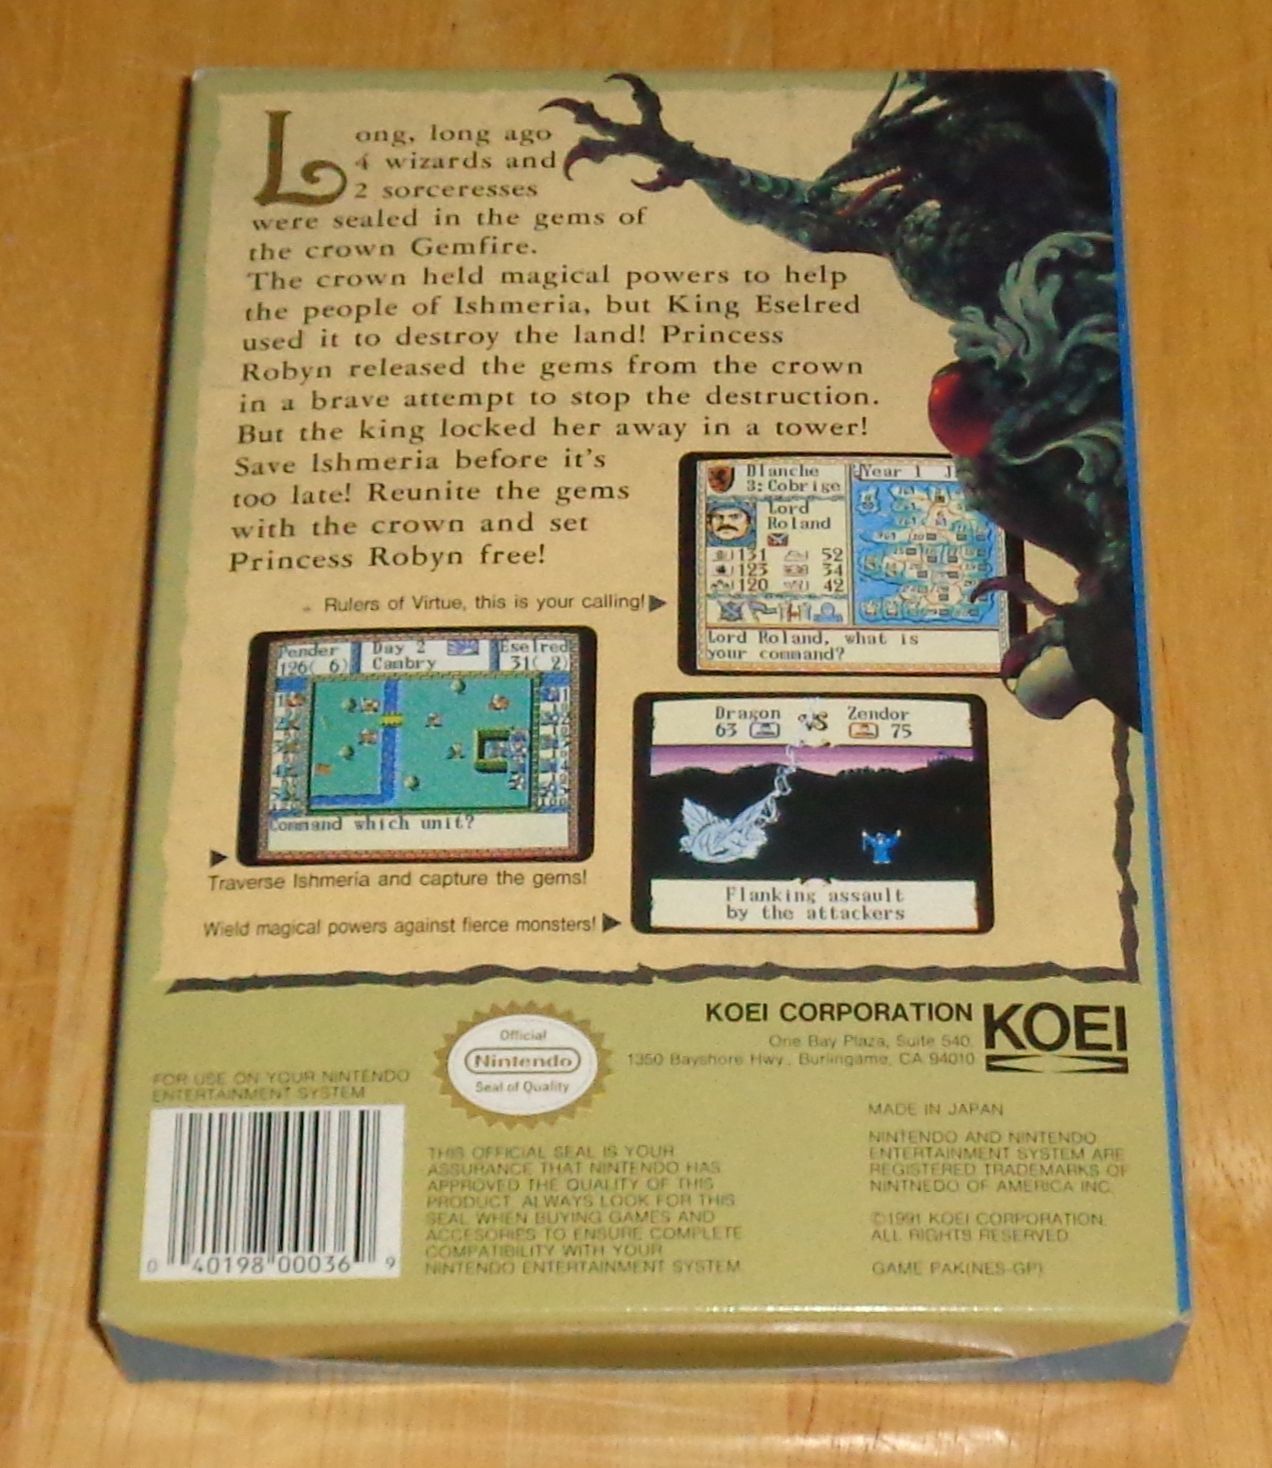 Long, long ago
4 wizards and
2 sorceresses
were sealed in the gems of
the crown Gemfire.
The crown held magical powers to help
the people of Ishmeria, but King Eselred
used it to destroy the land! Princess
Robyn released the gems from the crown
in a brave attempt to stop the destruction.
But the king locked her away in a tower!
Save Ishmeria before it's
too late! Reunite the gems
with the crown and set
Princess Robyn free!
Rulers of Virtue, this is your calling!
Blanche
3:Cobrige
Year 1 J
Lord
Roland
131 52
123 34
120 42
Lord Roland, what is
your command?
Pender Day 2 Eselred
126( 6) Cambry 31( 2)
Command which unit?
Traverse Ishmeria and capture the gems!
Dragon VS Zendor
63 75
Flanking assault
by the attackers
Wield magical powers against fierce monsters!
KOEI CORPORATION
One Bay Plaza, Suite 540
1350 Bayshore Hwy., Burlingame, CA 94010
KOEI
Official
Nintendo
Seal of Quality
FOR USE ON YOUR NINTENDO
ENTERTAINMENT SYSTEM
0 40198 00036 9
THIS OFFICIAL SEAL IS YOUR
ASSURANCE THAT NINTENDO HAS
APPROVED THE QUALITY OF THIS
PRODUCT. ALWAYS LOOK FOR THIS
SEAL WHEN BUYING GAMES AND
ACCESORIES TO ENSURE COMPLETE
COMPATIBILITY WITH YOUR
NINTENDO ENTERTAINMENT SYSTEM
MADE IN JAPAN
NINTENDO AND NINTENDO
ENTERTAINMENT SYSTEM ARE
REGISTERED TRADEMARKS OF
NINTNEDO OF AMERICA INC.
©1991 KOEI CORPORATION.
ALL RIGHTS RESERVED
GAME PAK(NES-GP)